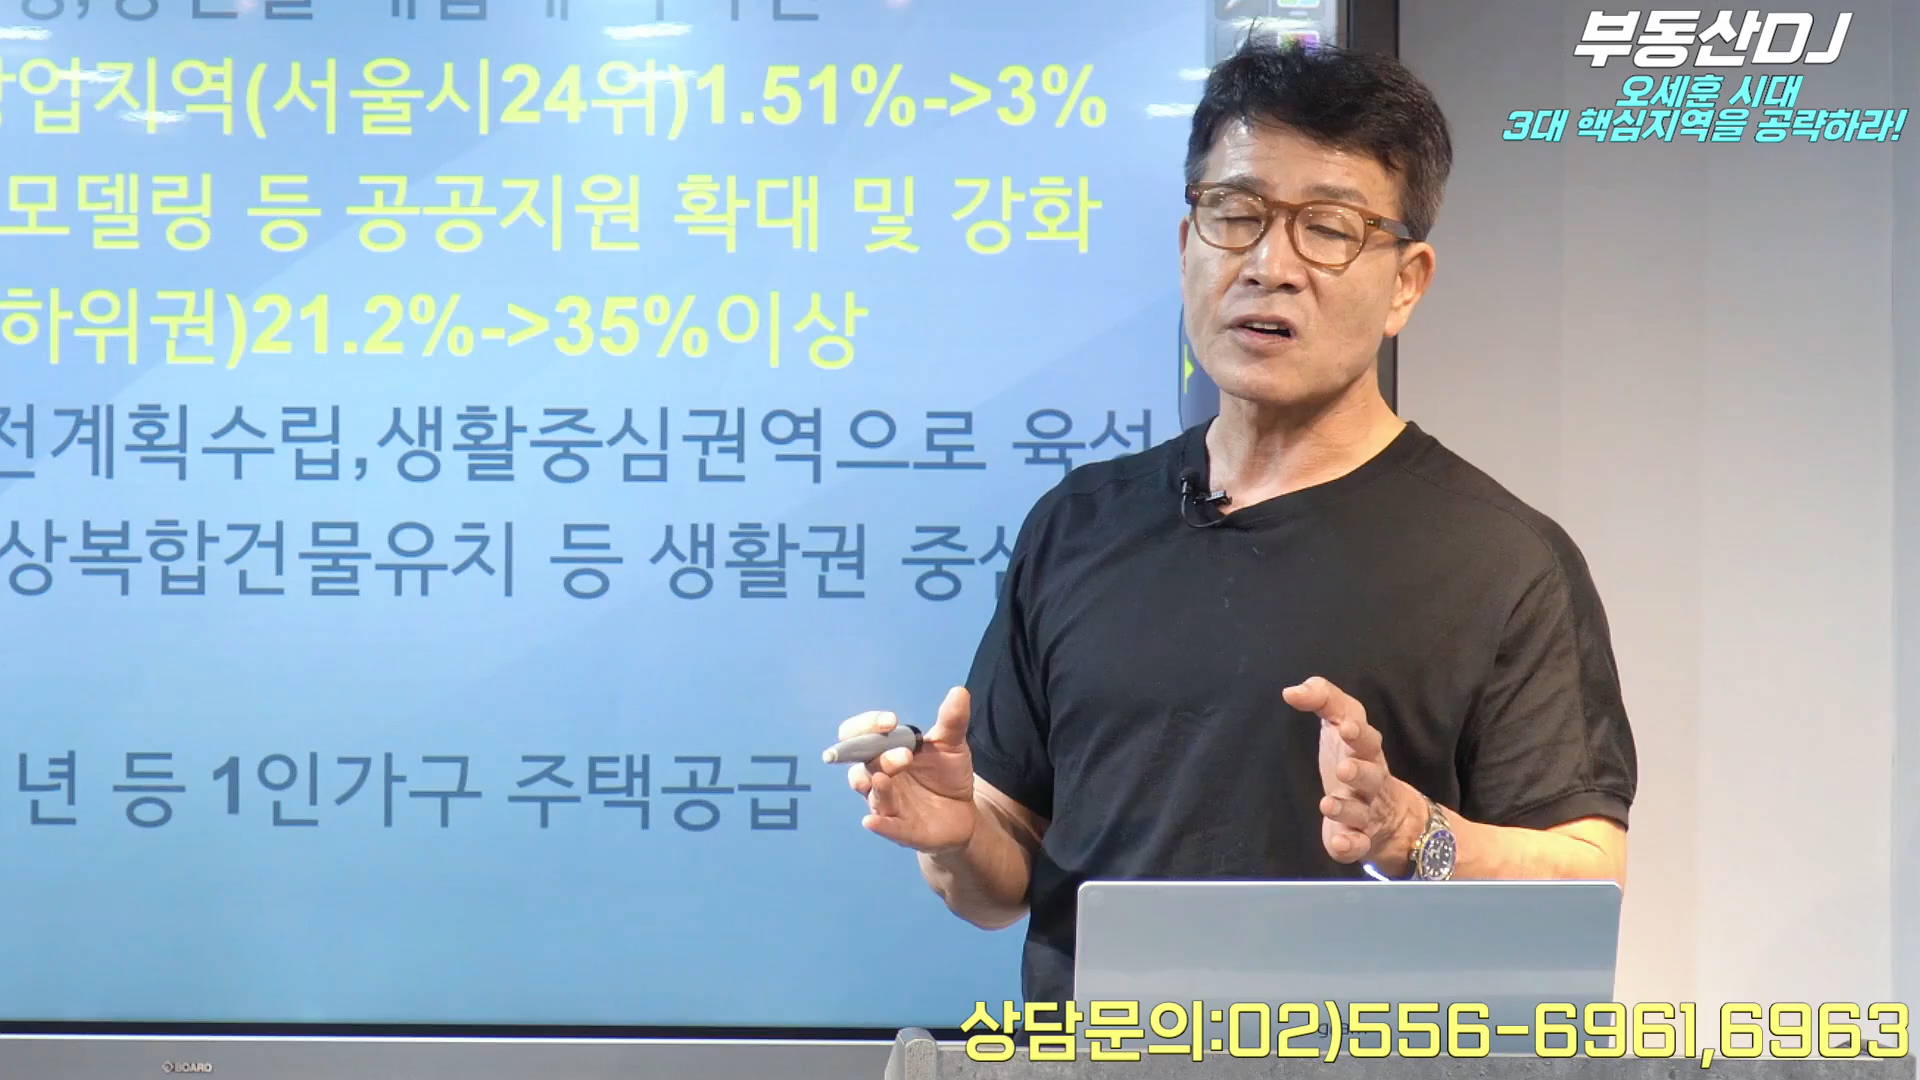 상업지역(서울시24위)1.51%->3%
모델링 등 공공지원 확대 및 강화
하위권)21.2%->35%이상
전계획수립,생활중심권역으로 육성
상복합건물유치 등 생활권 중심
년 등 1인가구 주택공급
부동산DJ
오세훈 시대
3대 핵심지역을 공략하라!
상담문의:02)556-6961,6963
gram
BOARD